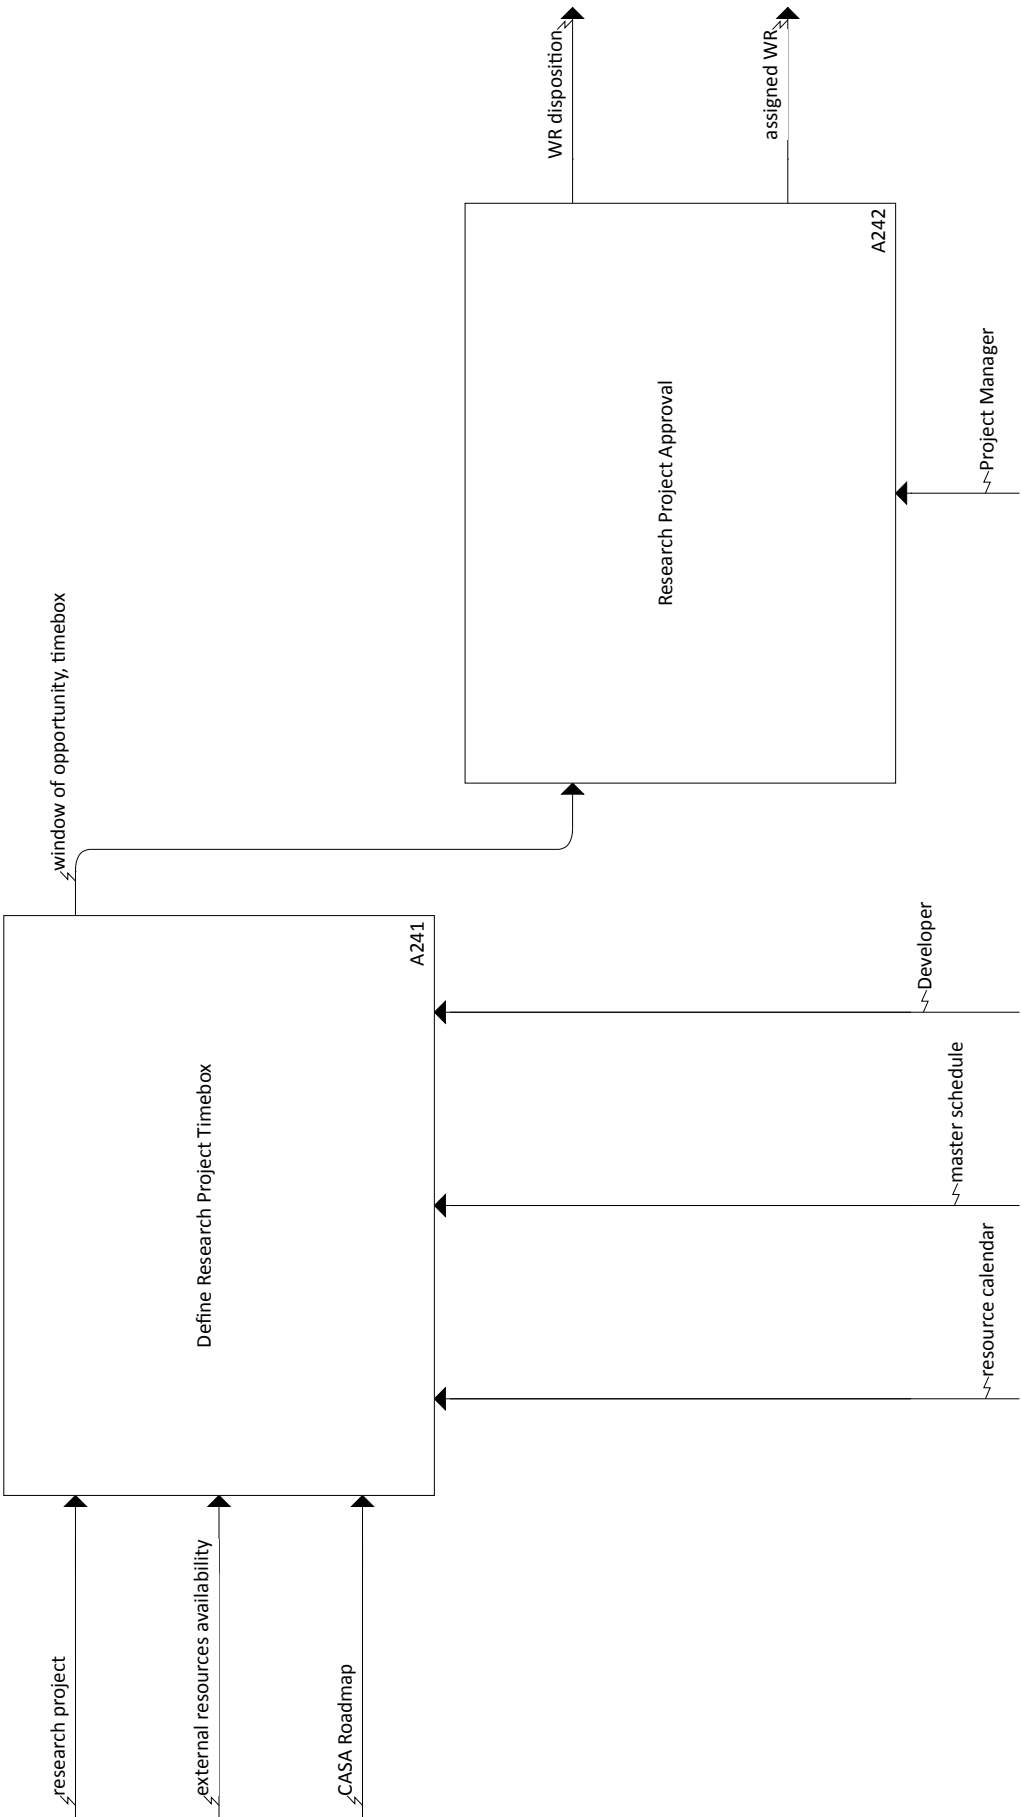 research project
external resources availability
CASA Roadmap
Define Research Project Timebox
A241
resource calendar
master schedule
Developer
window of opportunity, timebox
Research Project Approval
A242
Project Manager
WR disposition
assigned WR